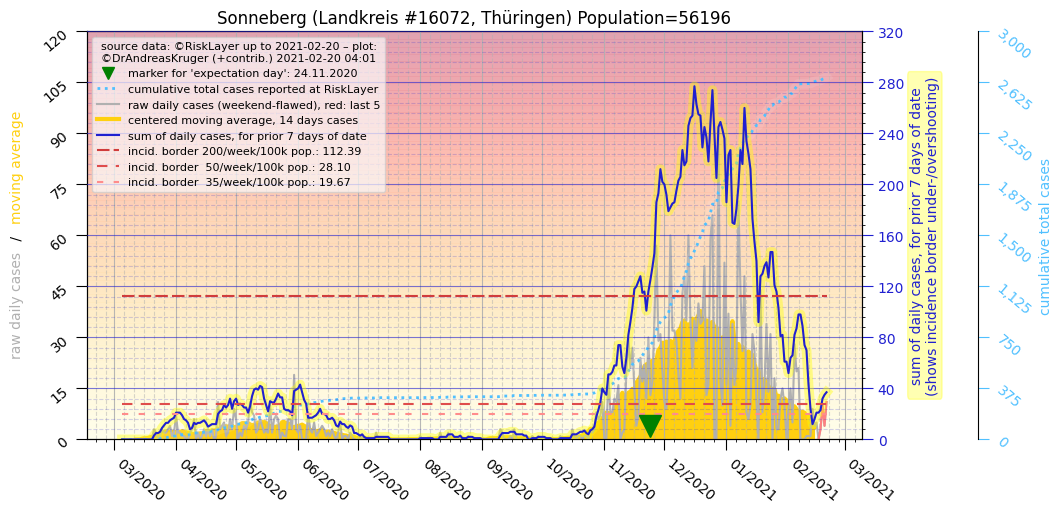 Sonneberg (Landkreis #16072, Thüringen) Population=56196
source data: ©RiskLayer up to 2021-02-20 – plot:
©DrAndreasKruger (+contrib.) 2021-02-20 04:01
marker for 'expectation day': 24.11.2020
cumulative total cases reported at RiskLayer
raw daily cases (weekend-flawed), red: last 5
centered moving average, 14 days cases
sum of daily cases, for prior 7 days of date
incid. border 200/week/100k pop.: 112.39
incid. border 50/week/100k pop.: 28.10
incid. border 35/week/100k pop.: 19.67
raw daily cases / moving average
120
105
90
75
60
45
30
15
0
320
280
240
200
160
120
80
40
0
sum of daily cases, for prior 7 days of date
(shows incidence border under-/overshooting)
3,000
2,625
2,250
1,875
1,500
1,125
750
375
0
cumulative total cases
03/2020
04/2020
05/2020
06/2020
07/2020
08/2020
09/2020
10/2020
11/2020
12/2020
01/2021
02/2021
03/2021